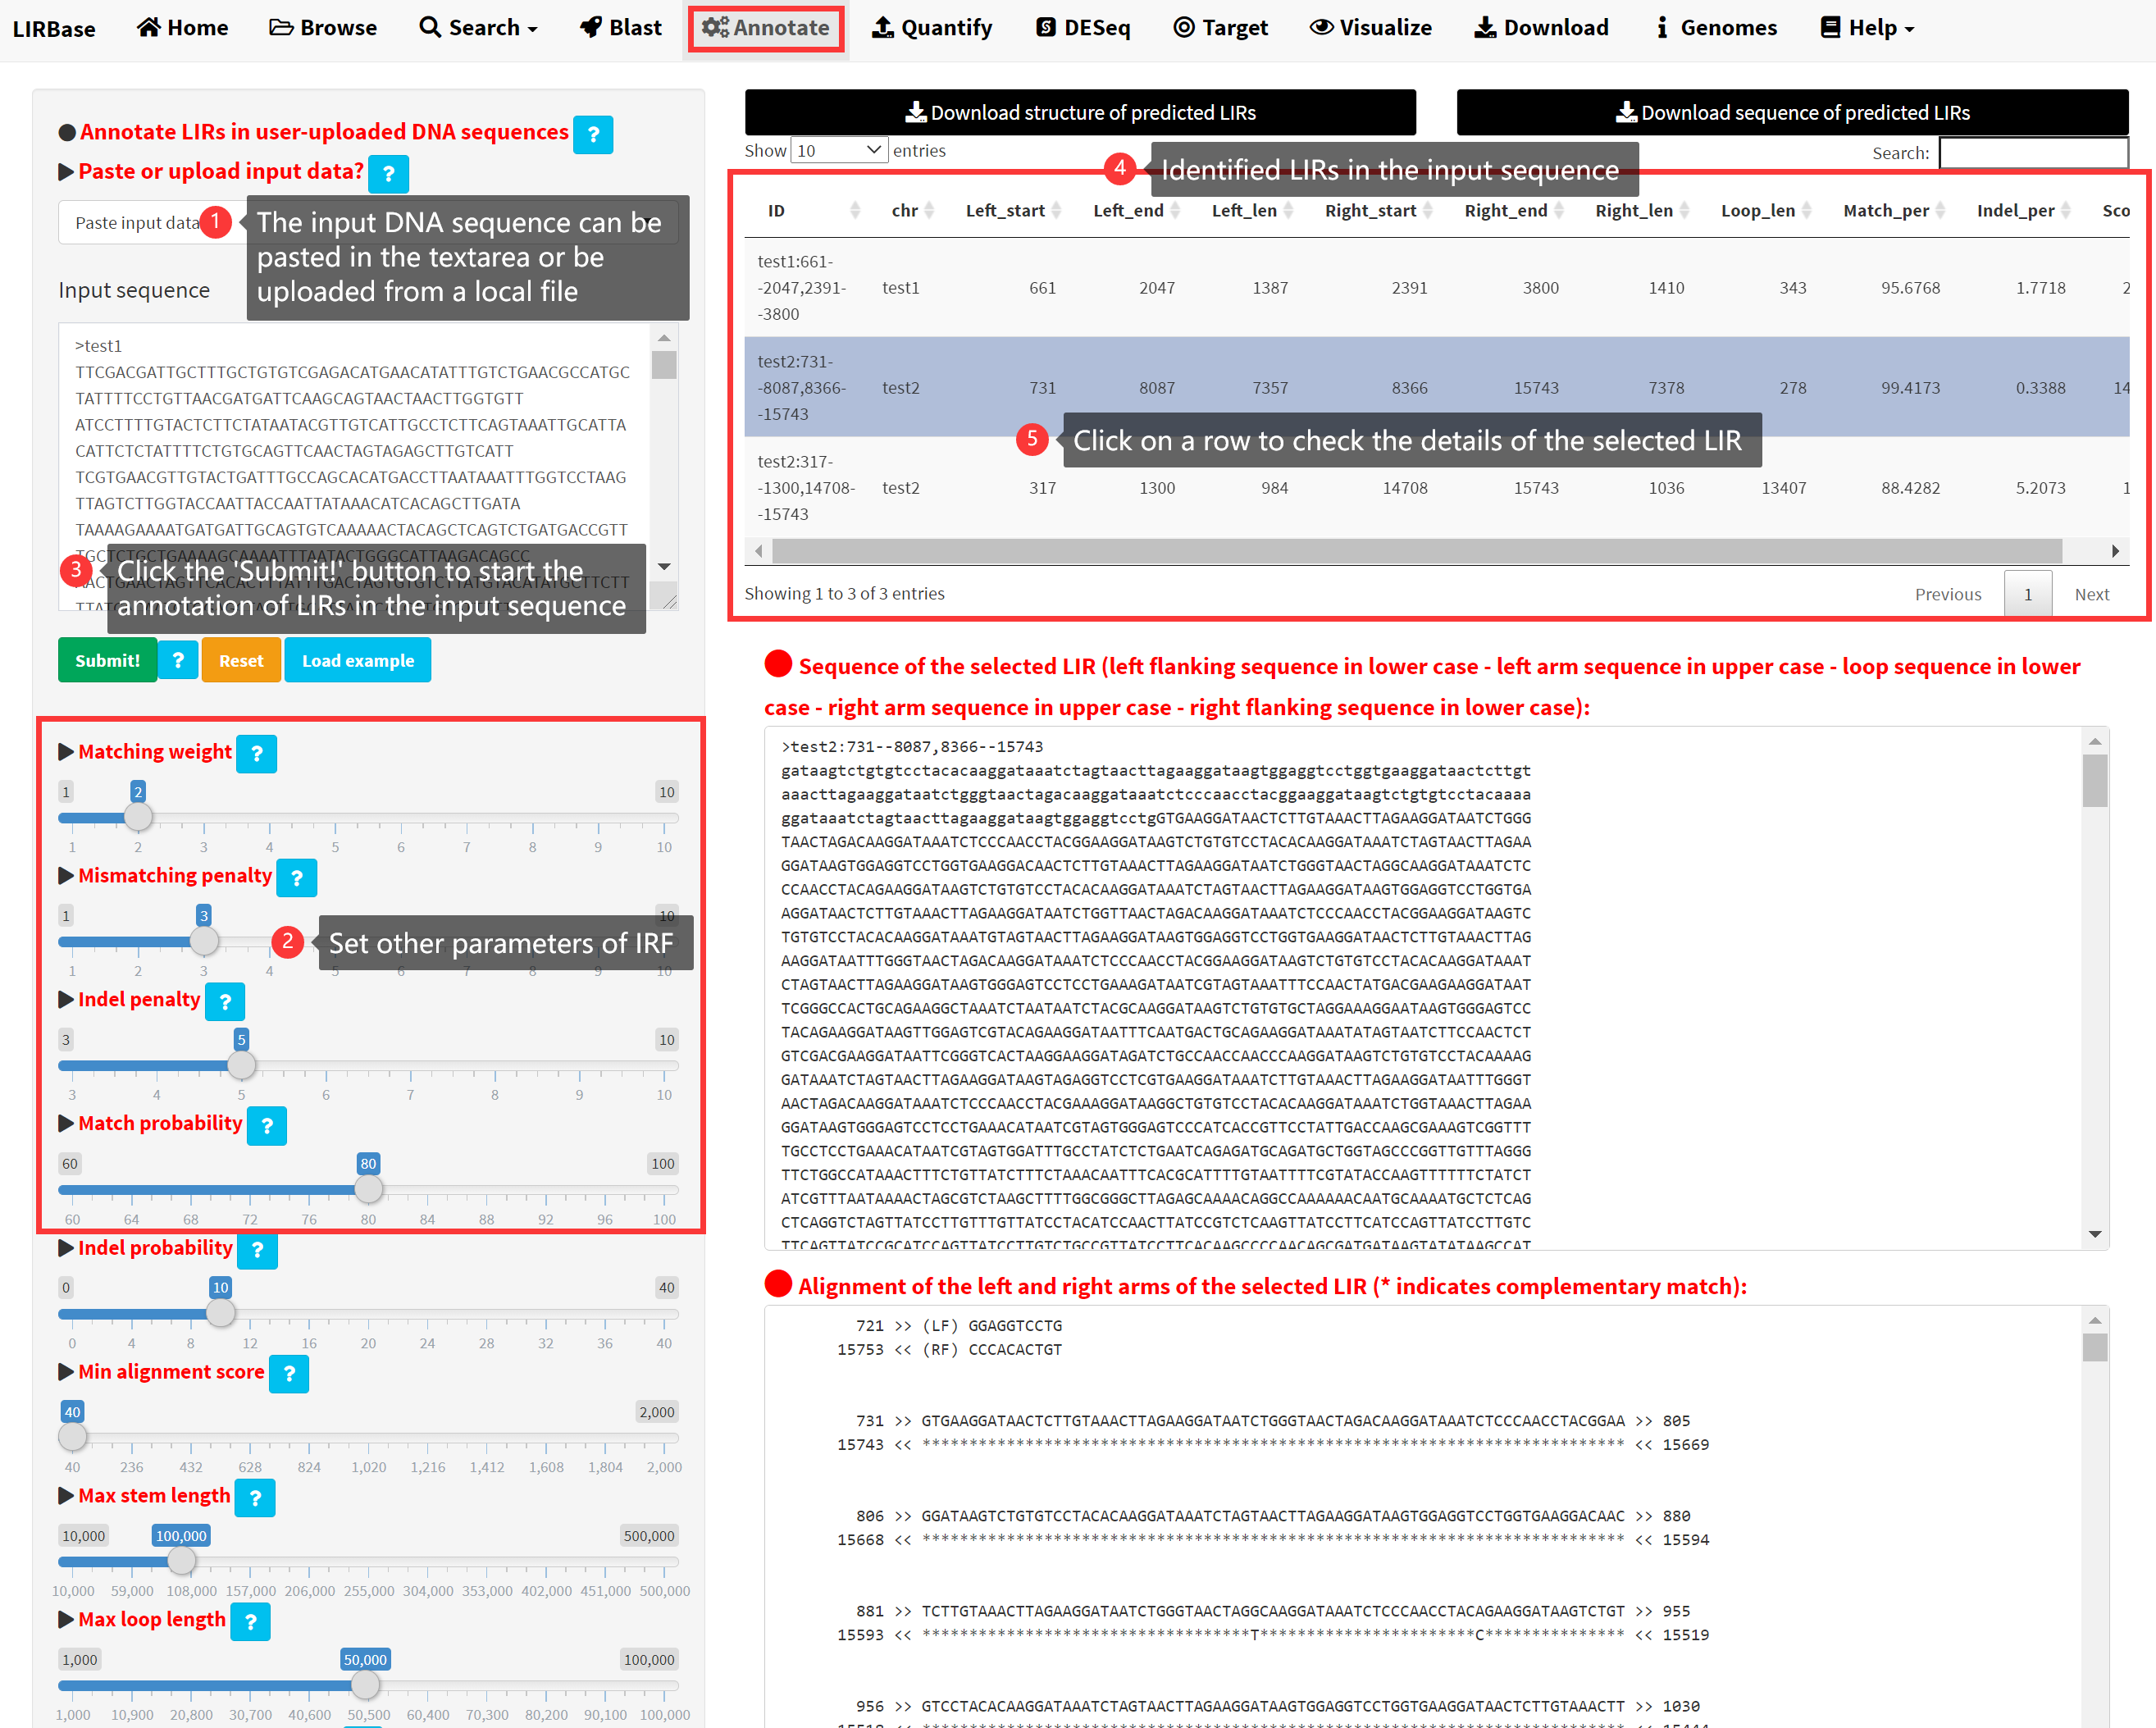 LIRBase Home Browse Search Blast Annotate Quantify DESeq Target Visualize Download Genomes Help
Annotate LIRs in user-uploaded DNA sequences ?
Paste or upload input data? ?
Paste input data
1 The input DNA sequence can be
pasted in the textarea or be
uploaded from a local file
Input sequence
>test1
TTCGACGATTGCTTTGCTGTGTCGAGACATGAACATATTTGTCTGAACGCCATGC
TATTTTCCTGTTAACGATGATTCAAGCAGTAACTAACTTGGTGTT
ATCCTTTTGTACTCTTCTATAATACGTTGTCATTGCCTCTTCAGTAAATTGCATTA
CATTCTCTATTTTCTGTGCAGTTCAACTAGTAGAGCTTGTCATT
TCGTGAACGTTGTACTGATTTGCCAGCACATGACCTTAATAAATTTGGTCCTAAG
TTAGTCTTGGTACCAATTACCAATTATAAACATCACAGCTTGATA
TAAAAGAAAATGATGATTGCAGTGTCAAAAACTACAGCTCAGTCTGATGACCGTT
TGCTCTGCTGAAAAGCAAAATTTAATACTGGGCATTAAGACAGCC
3 Click the 'Submit!' button to start the
annotation of LIRs in the input sequence
Submit! ? Reset Load example
Matching weight ?
1 2 10
1 2 3 4 5 6 7 8 9 10
Mismatching penalty ?
1 3 10
2 Set other parameters of IRF
1 2 3 4 5 6 7 8 9 10
Indel penalty ?
3 5 10
3 4 5 6 7 8 9 10
Match probability ?
60 80 100
60 64 68 72 76 80 84 88 92 96 100
Indel probability ?
0 10 40
0 4 8 12 16 20 24 28 32 36 40
Min alignment score ?
40 2,000
40 236 432 628 824 1,020 1,216 1,412 1,608 1,804 2,000
Max stem length ?
10,000 100,000 500,000
10,000 59,000 108,000 157,000 206,000 255,000 304,000 353,000 402,000 451,000 500,000
Max loop length ?
1,000 50,000 100,000
1,000 10,900 20,800 30,700 40,600 50,500 60,400 70,300 80,200 90,100 100,000
Download structure of predicted LIRs Download sequence of predicted LIRs
Show 10 entries Search:
4 Identified LIRs in the input sequence
ID chr Left_start Left_end Left_len Right_start Right_end Right_len Loop_len Match_per Indel_per Sco
test1:661-
-2047,2391- test1 661 2047 1387 2391 3800 1410 343 95.6768 1.7718 2
-3800
test2:731-
-8087,8366- test2 731 8087 7357 8366 15743 7378 278 99.4173 0.3388 14
-15743
5 Click on a row to check the details of the selected LIR
test2:317-
-1300,14708- test2 317 1300 984 14708 15743 1036 13407 88.4282 5.2073 1
-15743
Showing 1 to 3 of 3 entries Previous 1 Next
Sequence of the selected LIR (left flanking sequence in lower case - left arm sequence in upper case - loop sequence in lower
case - right arm sequence in upper case - right flanking sequence in lower case):
>test2:731--8087,8366--15743
gataagtctgtgtcctacacaaggataaatctagtaacttagaaggataagtggaggtcctggtgaaggataactcttgt
aaacttagaaggataatctgggtaactagacaaggataaatctcccaacctacggaaggataagtctgtgtcctacaaaa
ggataaatctagtaacttagaaggataagtggaggtcctgGTGAAGGATAACTCTTGTAAACTTAGAAGGATAATCTGGG
TAACTAGACAAGGATAAATCTCCCAACCTACGGAAGGATAAGTCTGTGTCCTACACAAGGATAAATCTAGTAACTTAGAA
GGATAAGTGGAGGTCCTGGTGAAGGACAACTCTTGTAAACTTAGAAGGATAATCTGGGTAACTAGGCAAGGATAAATCTC
CCAACCTACAGAAGGATAAGTCTGTGTCCTACACAAGGATAAATCTAGTAACTTAGAAGGATAAGTGGAGGTCCTGGTGA
AGGATAACTCTTGTAAACTTAGAAGGATAATCTGGTTAACTAGACAAGGATAAATCTCCCAACCTACGGAAGGATAAGTC
TGTGTCCTACACAAGGATAAATGTAGTAACTTAGAAGGATAAGTGGAGGTCCTGGTGAAGGATAACTCTTGTAAACTTAG
AAGGATAATTTGGGTAACTAGACAAGGATAAATCTCCCAACCTACGGAAGGATAAGTCTGTGTCCTACACAAGGATAAAT
CTAGTAACTTAGAAGGATAAGTGGGAGTCCTCCTGAAAGATAATCGTAGTAAATTTCCAACTATGACGAAGAAGGATAAT
TCGGGCCACTGCAGAAGGCTAAATCTAATAATCTACGCAAGGATAAGTCTGTGTGCTAGGAAAGGAATAAGTGGGAGTCC
TACAGAAGGATAAGTTGGAGTCGTACAGAAGGATAATTTCAATGACTGCAGAAGGATAAATATAGTAATCTTCCAACTCT
GTCGACGAAGGATAATTCGGGTCACTAAGGAAGGATAGATCTGCCAACCAACCCAAGGATAAGTCTGTGTCCTACAAAAG
GATAAATCTAGTAACTTAGAAGGATAAGTAGAGGTCCTCGTGAAGGATAAATCTTGTAAACTTAGAAGGATAATTTGGGT
AACTAGACAAGGATAAATCTCCCAACCTACGAAAGGATAAGGCTGTGTCCTACACAAGGATAAATCTGGTAAACTTAGAA
GGATAAGTGGGAGTCCTCCTGAAACATAATCGTAGTGGGAGTCCCATCACCGTTCCTATTGACCAAGCGAAAGTCGGTTT
TGCCTCCTGAAACATAATCGTAGTGGATTTGCCTATCTCTGAATCAGAGATGCAGATGCTGGTAGCCCGGTTGTTTAGGG
TTCTGGCCATAAACTTTCTGTTATCTTTCTAAACAATTTCACGCATTTTGTAATTTTCGTATACCAAGTTTTTTCTATCT
ATCGTTTAATAAAACTAGCGTCTAAGCTTTTGGCGGGCTTAGAGCAAAACAGGCCAAAAAACAATGCAAAATGCTCTCAG
CTCAGGTCTAGTTATCCTTGTTTGTTATCCTACATCCAACTTATCCGTCTCAAGTTATCCTTCATCCAGTTATCCTTGTC
TTCAGTTATCCGCATCCAGTTATCCTTGTCTGCCGTTATCCTTCACAAGCCCCAACAGCGATGATAAGTATATAAGCCAT
Alignment of the left and right arms of the selected LIR (* indicates complementary match):
721 >> (LF) GGAGGTCCTG
15753 << (RF) CCCACACTGT
731 >> GTGAAGGATAACTCTTGTAAACTTAGAAGGATAATCTGGGTAACTAGACAAGGATAAATCTCCCAACCTACGGAA >> 805
15743 << *************************************************************************** << 15669
806 >> GGATAAGTCTGTGTCCTACACAAGGATAAATCTAGTAACTTAGAAGGATAAGTGGAGGTCCTGGTGAAGGACAAC >> 880
15668 << *************************************************************************** << 15594
881 >> TCTTGTAAACTTAGAAGGATAATCTGGGTAACTAGGCAAGGATAAATCTCCCAACCTACAGAAGGATAAGTCTGT >> 955
15593 << ***********************************T***********************C*************** << 15519
956 >> GTCCTACACAAGGATAAATCTAGTAACTTAGAAGGATAAGTGGAGGTCCTGGTGAAGGATAACTCTTGTAAACTT >> 1030